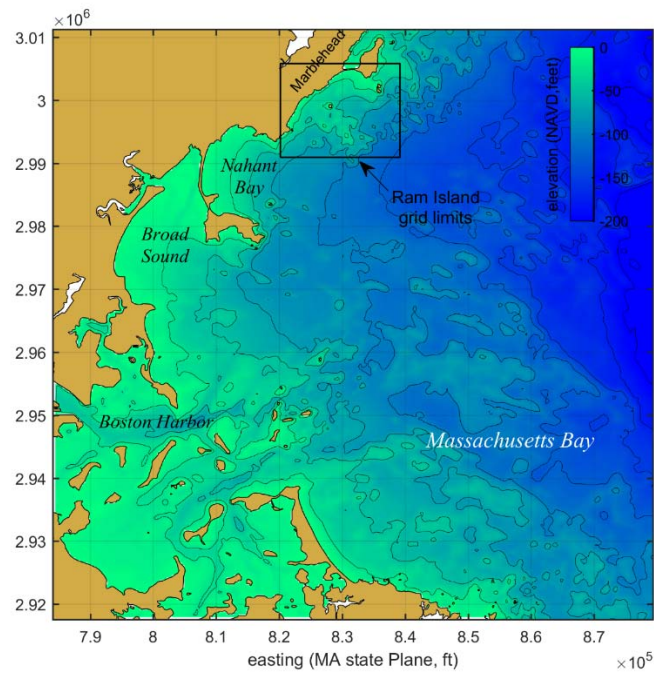 ×10⁶
3.01
3
2.99
2.98
2.97
2.96
2.95
2.94
2.93
2.92
Marblehead
0
-50
-100
-150
-200
elevation (NAVD,feet)
Nahant
Bay
Ram Island
grid limits
Broad
Sound
Boston Harbor
Massachusetts Bay
7.9
8
8.1
8.2
8.3
8.4
8.5
8.6
8.7
easting (MA state Plane, ft)
×10⁵